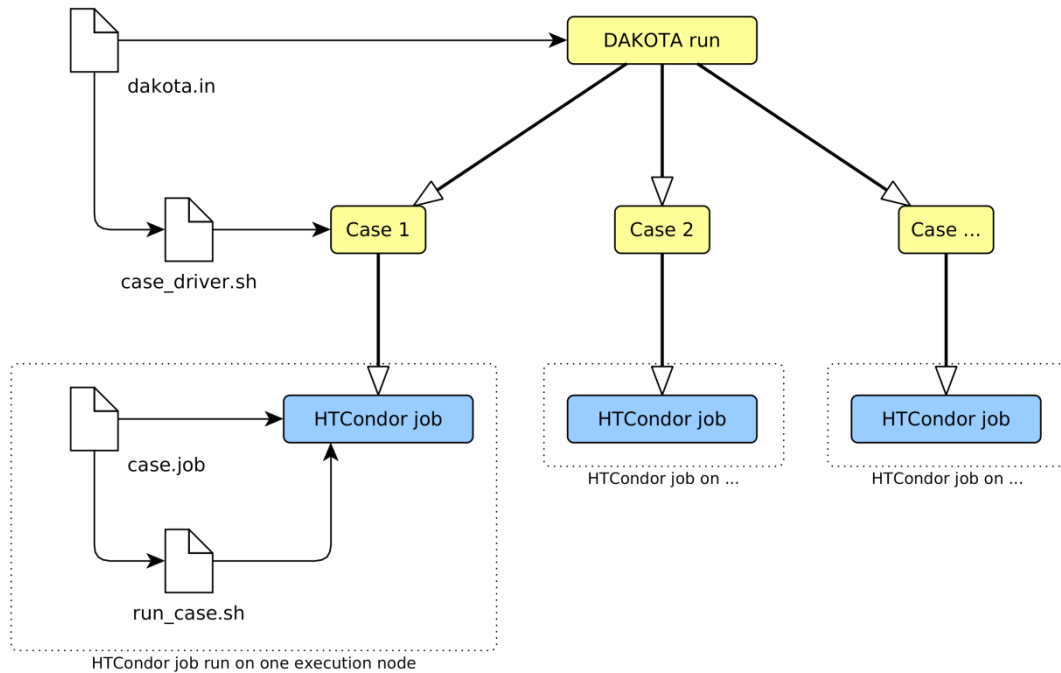 DAKOTA run
dakota.in
Case 1
Case 2
Case ...
case_driver.sh
HTCondor job
HTCondor job
HTCondor job
case.job
HTCondor job on ...
HTCondor job on ...
run_case.sh
HTCondor job run on one execution node